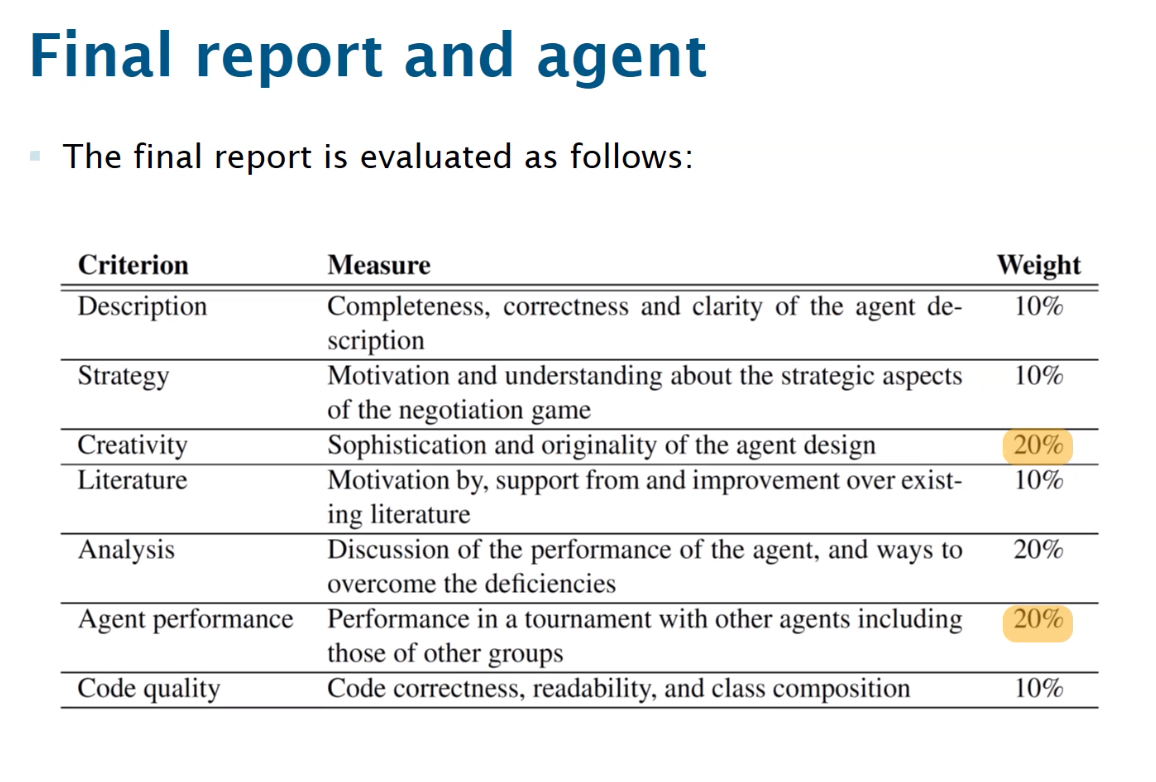 Final report and agent
The final report is evaluated as follows:
Criterion Measure Weight
Description Completeness, correctness and clarity of the agent de- 10%
scription
Strategy Motivation and understanding about the strategic aspects 10%
of the negotiation game
Creativity Sophistication and originality of the agent design 20%
Literature Motivation by, support from and improvement over exist- 10%
ing literature
Analysis Discussion of the performance of the agent, and ways to 20%
overcome the deficiencies
Agent performance Performance in a tournament with other agents including 20%
those of other groups
Code quality Code correctness, readability, and class composition 10%